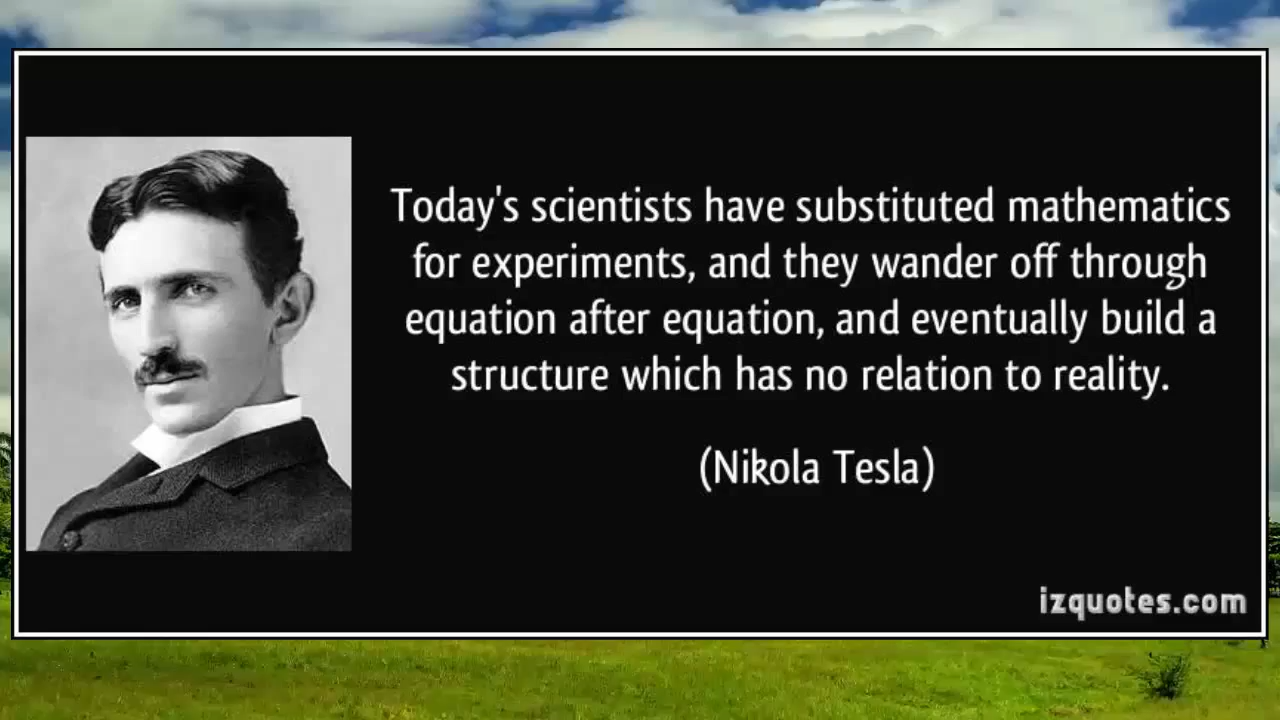 Today's scientists have substituted mathematics
for experiments, and they wander off through
equation after equation, and eventually build a
structure which has no relation to reality.
(Nikola Tesla)
izquotes.com